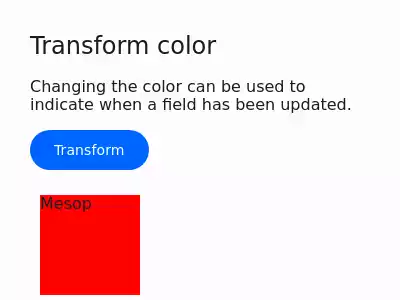 Transform color
Changing the color can be used to
indicate when a field has been updated.
Transform
Mesop